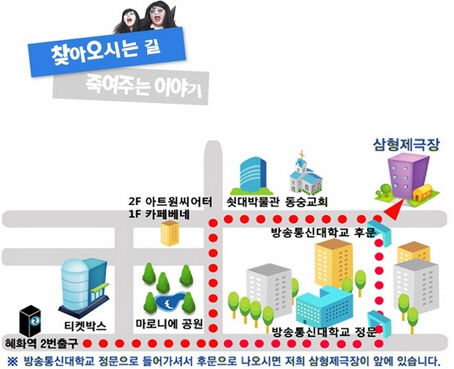 찾아오시는 길
죽여주는 이야기
삼형제극장
2F 아트원씨어터
1F 카페베네
쇳대박물관
동숭교회
방송통신대학교 후문
티켓박스
마로니에 공원
방송통신대학교 정문
2
혜화역 2번출구
※ 방송통신대학교 정문으로 들어가셔서 후문으로 나오시면 저희 삼형제극장이 앞에 있습니다.